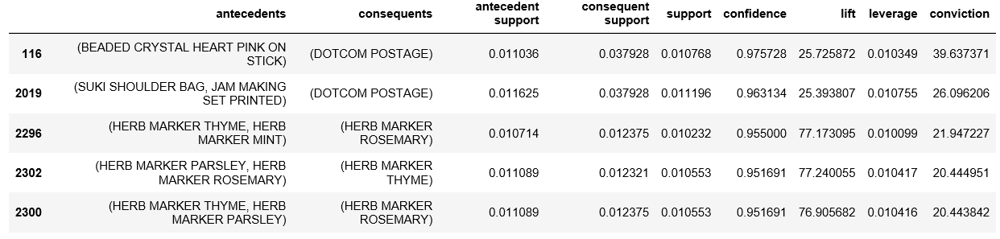 antecedents consequents antecedent support consequent support support confidence lift leverage conviction
116 (BEADED CRYSTAL HEART PINK ON STICK) (DOTCOM POSTAGE) 0.011036 0.037928 0.010768 0.975728 25.725872 0.010349 39.637371
2019 (SUKI SHOULDER BAG, JAM MAKING SET PRINTED) (DOTCOM POSTAGE) 0.011625 0.037928 0.011196 0.963134 25.393807 0.010755 26.096206
2296 (HERB MARKER THYME, HERB MARKER MINT) (HERB MARKER ROSEMARY) 0.010714 0.012375 0.010232 0.955000 77.173095 0.010099 21.947227
2302 (HERB MARKER PARSLEY, HERB MARKER ROSEMARY) (HERB MARKER THYME) 0.011089 0.012321 0.010553 0.951691 77.240055 0.010417 20.444951
2300 (HERB MARKER THYME, HERB MARKER PARSLEY) (HERB MARKER ROSEMARY) 0.011089 0.012375 0.010553 0.951691 76.905682 0.010416 20.443842